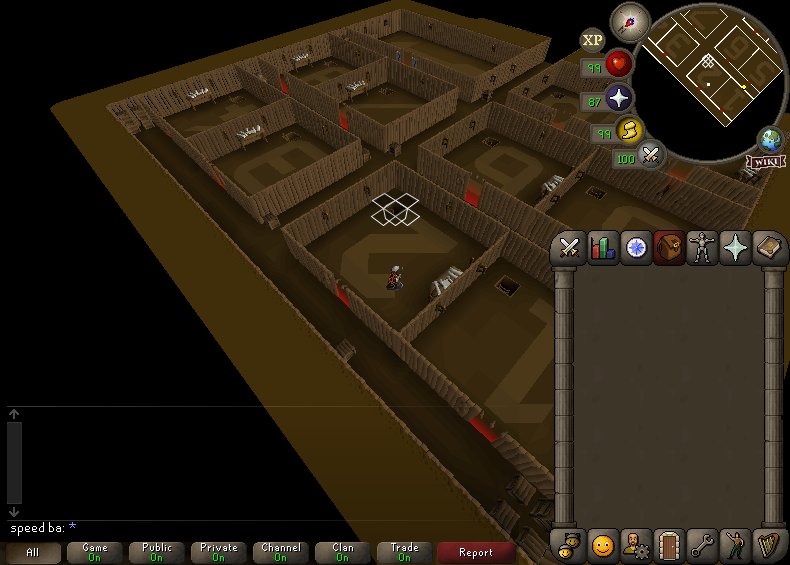 XP
99
87
99
100
WIKI
speed ba: *
All
Game
On
Public
On
Private
On
Channel
On
Clan
On
Trade
On
Report